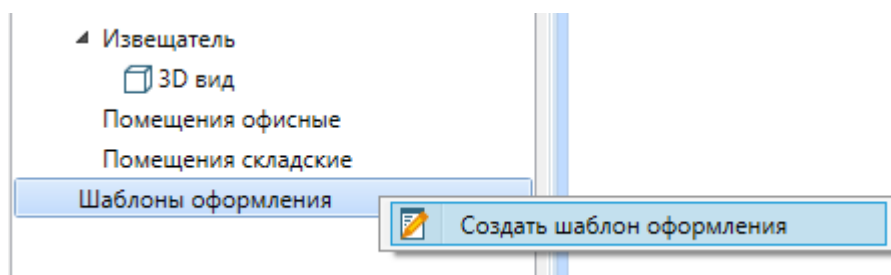 Извещатель
3D вид
Помещения офисные
Помещения складские
Шаблоны оформления
Создать шаблон оформления